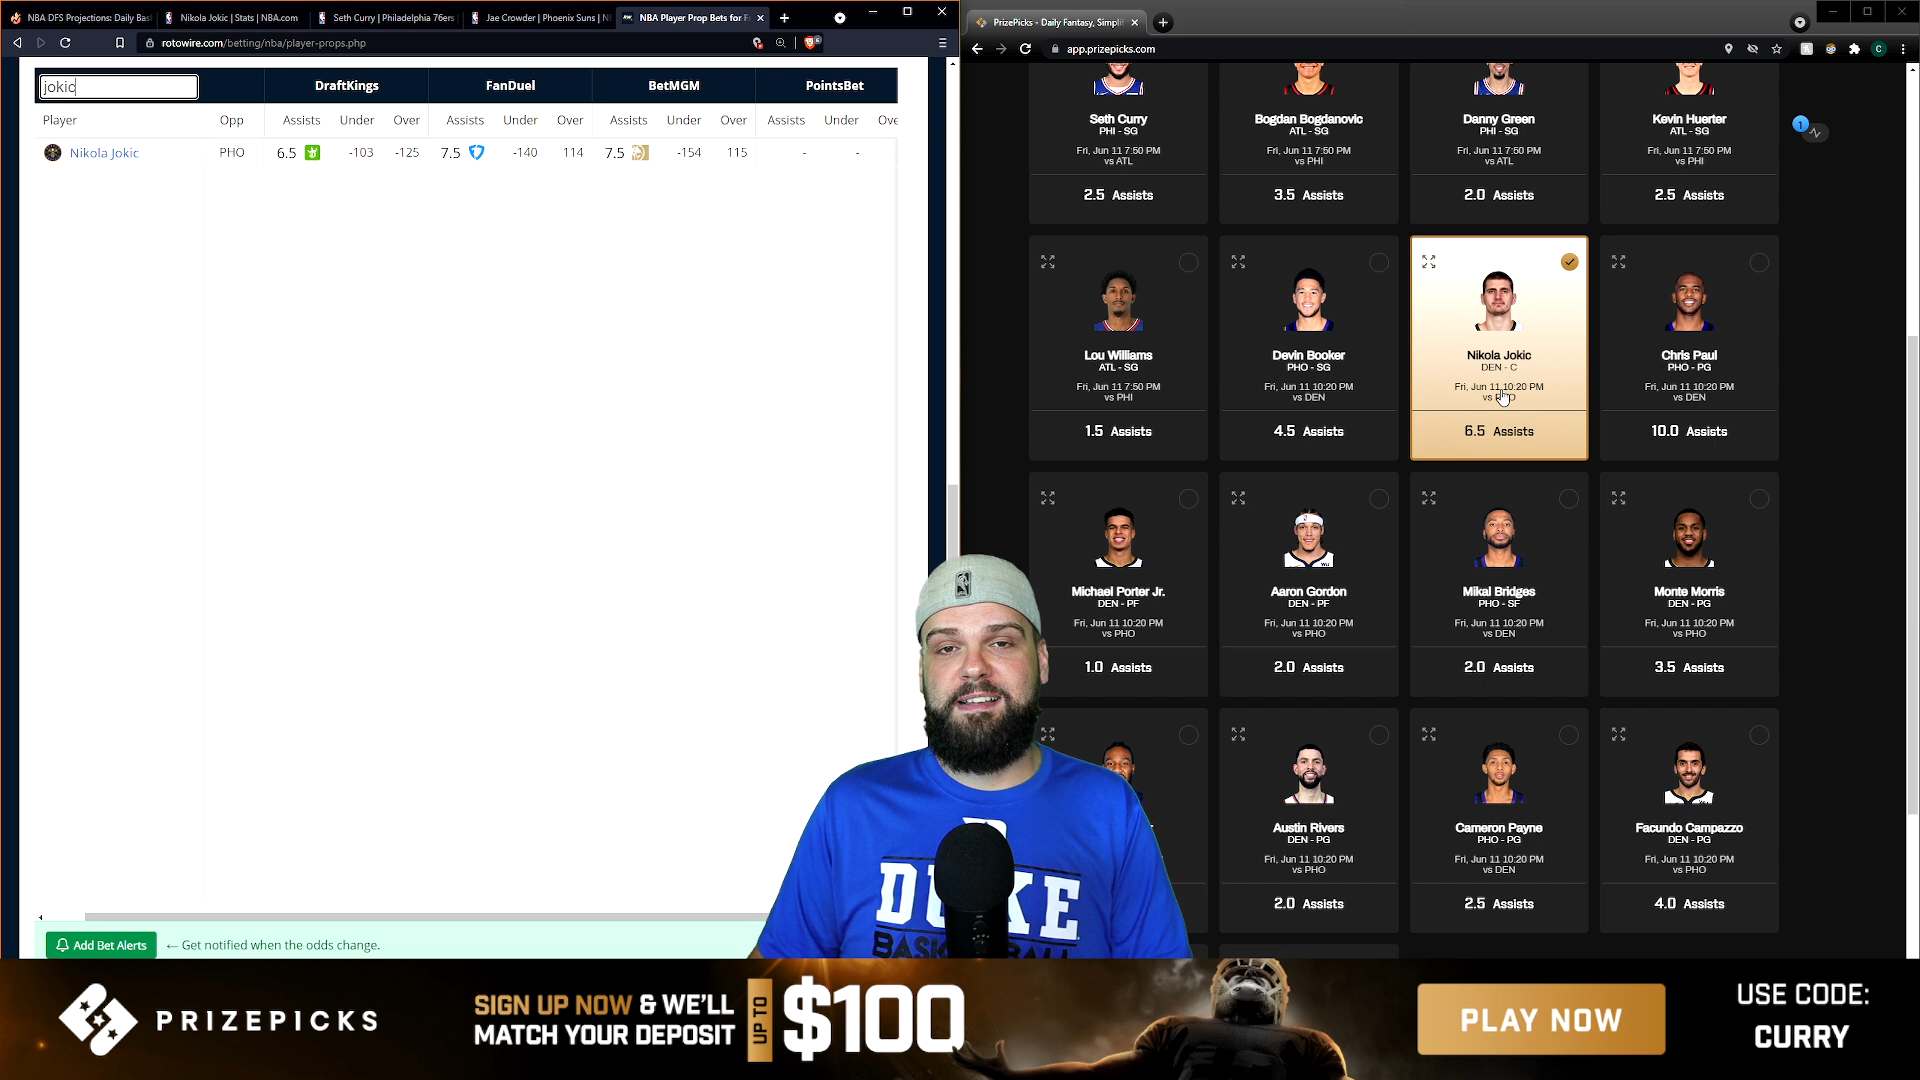 NBA DFS Projections: Daily Bas
Nikola Jokic | Stats | NBA.com
Seth Curry | Philadelphia 76ers
Jae Crowder | Phoenix Suns | N
NBA Player Prop Bets for F
rotowire.com/betting/nba/player-props.php
jokic
DraftKings FanDuel BetMGM PointsBet
Player Opp Assists Under Over Assists Under Over Assists Under Over Assists Under Ove
Nikola Jokic PHO 6.5 -103 -125 7.5 -140 114 7.5 -154 115 - -
Add Bet Alerts ← Get notified when the odds change.
PrizePicks - Daily Fantasy, Simpli
app.prizepicks.com
C
1
Seth Curry
PHI - SG
Fri, Jun 11 7:50 PM
vs ATL
2.5 Assists
Bogdan Bogdanovic
ATL - SG
Fri, Jun 11 7:50 PM
vs PHI
3.5 Assists
Danny Green
PHI - SG
Fri, Jun 11 7:50 PM
vs ATL
2.0 Assists
Kevin Huerter
ATL - SG
Fri, Jun 11 7:50 PM
vs PHI
2.5 Assists
Lou Williams
ATL - SG
Fri, Jun 11 7:50 PM
vs PHI
1.5 Assists
Devin Booker
PHO - SG
Fri, Jun 11 10:20 PM
vs DEN
4.5 Assists
Nikola Jokic
DEN - C
Fri, Jun 11 10:20 PM
vs
6.5 Assists
Chris Paul
PHO - PG
Fri, Jun 11 10:20 PM
vs DEN
10.0 Assists
Michael Porter Jr.
DEN - PF
Fri, Jun 11 10:20 PM
vs PHO
1.0 Assists
Aaron Gordon
DEN - PF
Fri, Jun 11 10:20 PM
vs PHO
2.0 Assists
Mikal Bridges
PHO - SF
Fri, Jun 11 10:20 PM
vs DEN
2.0 Assists
Monte Morris
DEN - PG
Fri, Jun 11 10:20 PM
vs PHO
3.5 Assists
Austin Rivers
DEN - PG
Fri, Jun 11 10:20 PM
vs PHO
2.0 Assists
Cameron Payne
PHO - PG
Fri, Jun 11 10:20 PM
vs DEN
2.5 Assists
Facundo Campazzo
DEN - PG
Fri, Jun 11 10:20 PM
vs PHO
4.0 Assists
PRIZEPICKS
SIGN UP NOW & WE'LL
MATCH YOUR DEPOSIT
UP TO
$100
PLAY NOW
USE CODE:
CURRY